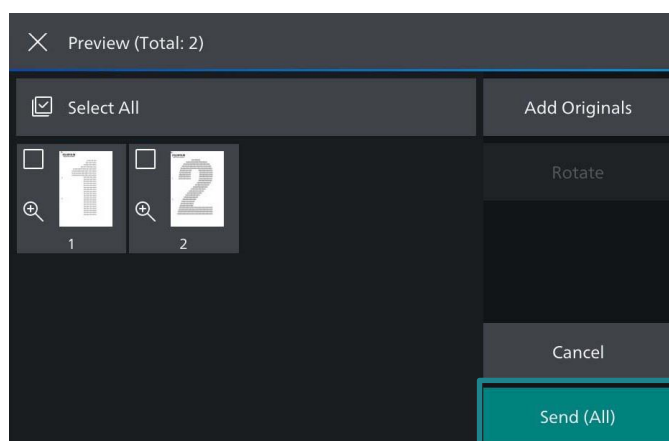 Preview (Total: 2)
Select All
Add Originals
Rotate
1
2
Cancel
Send (All)